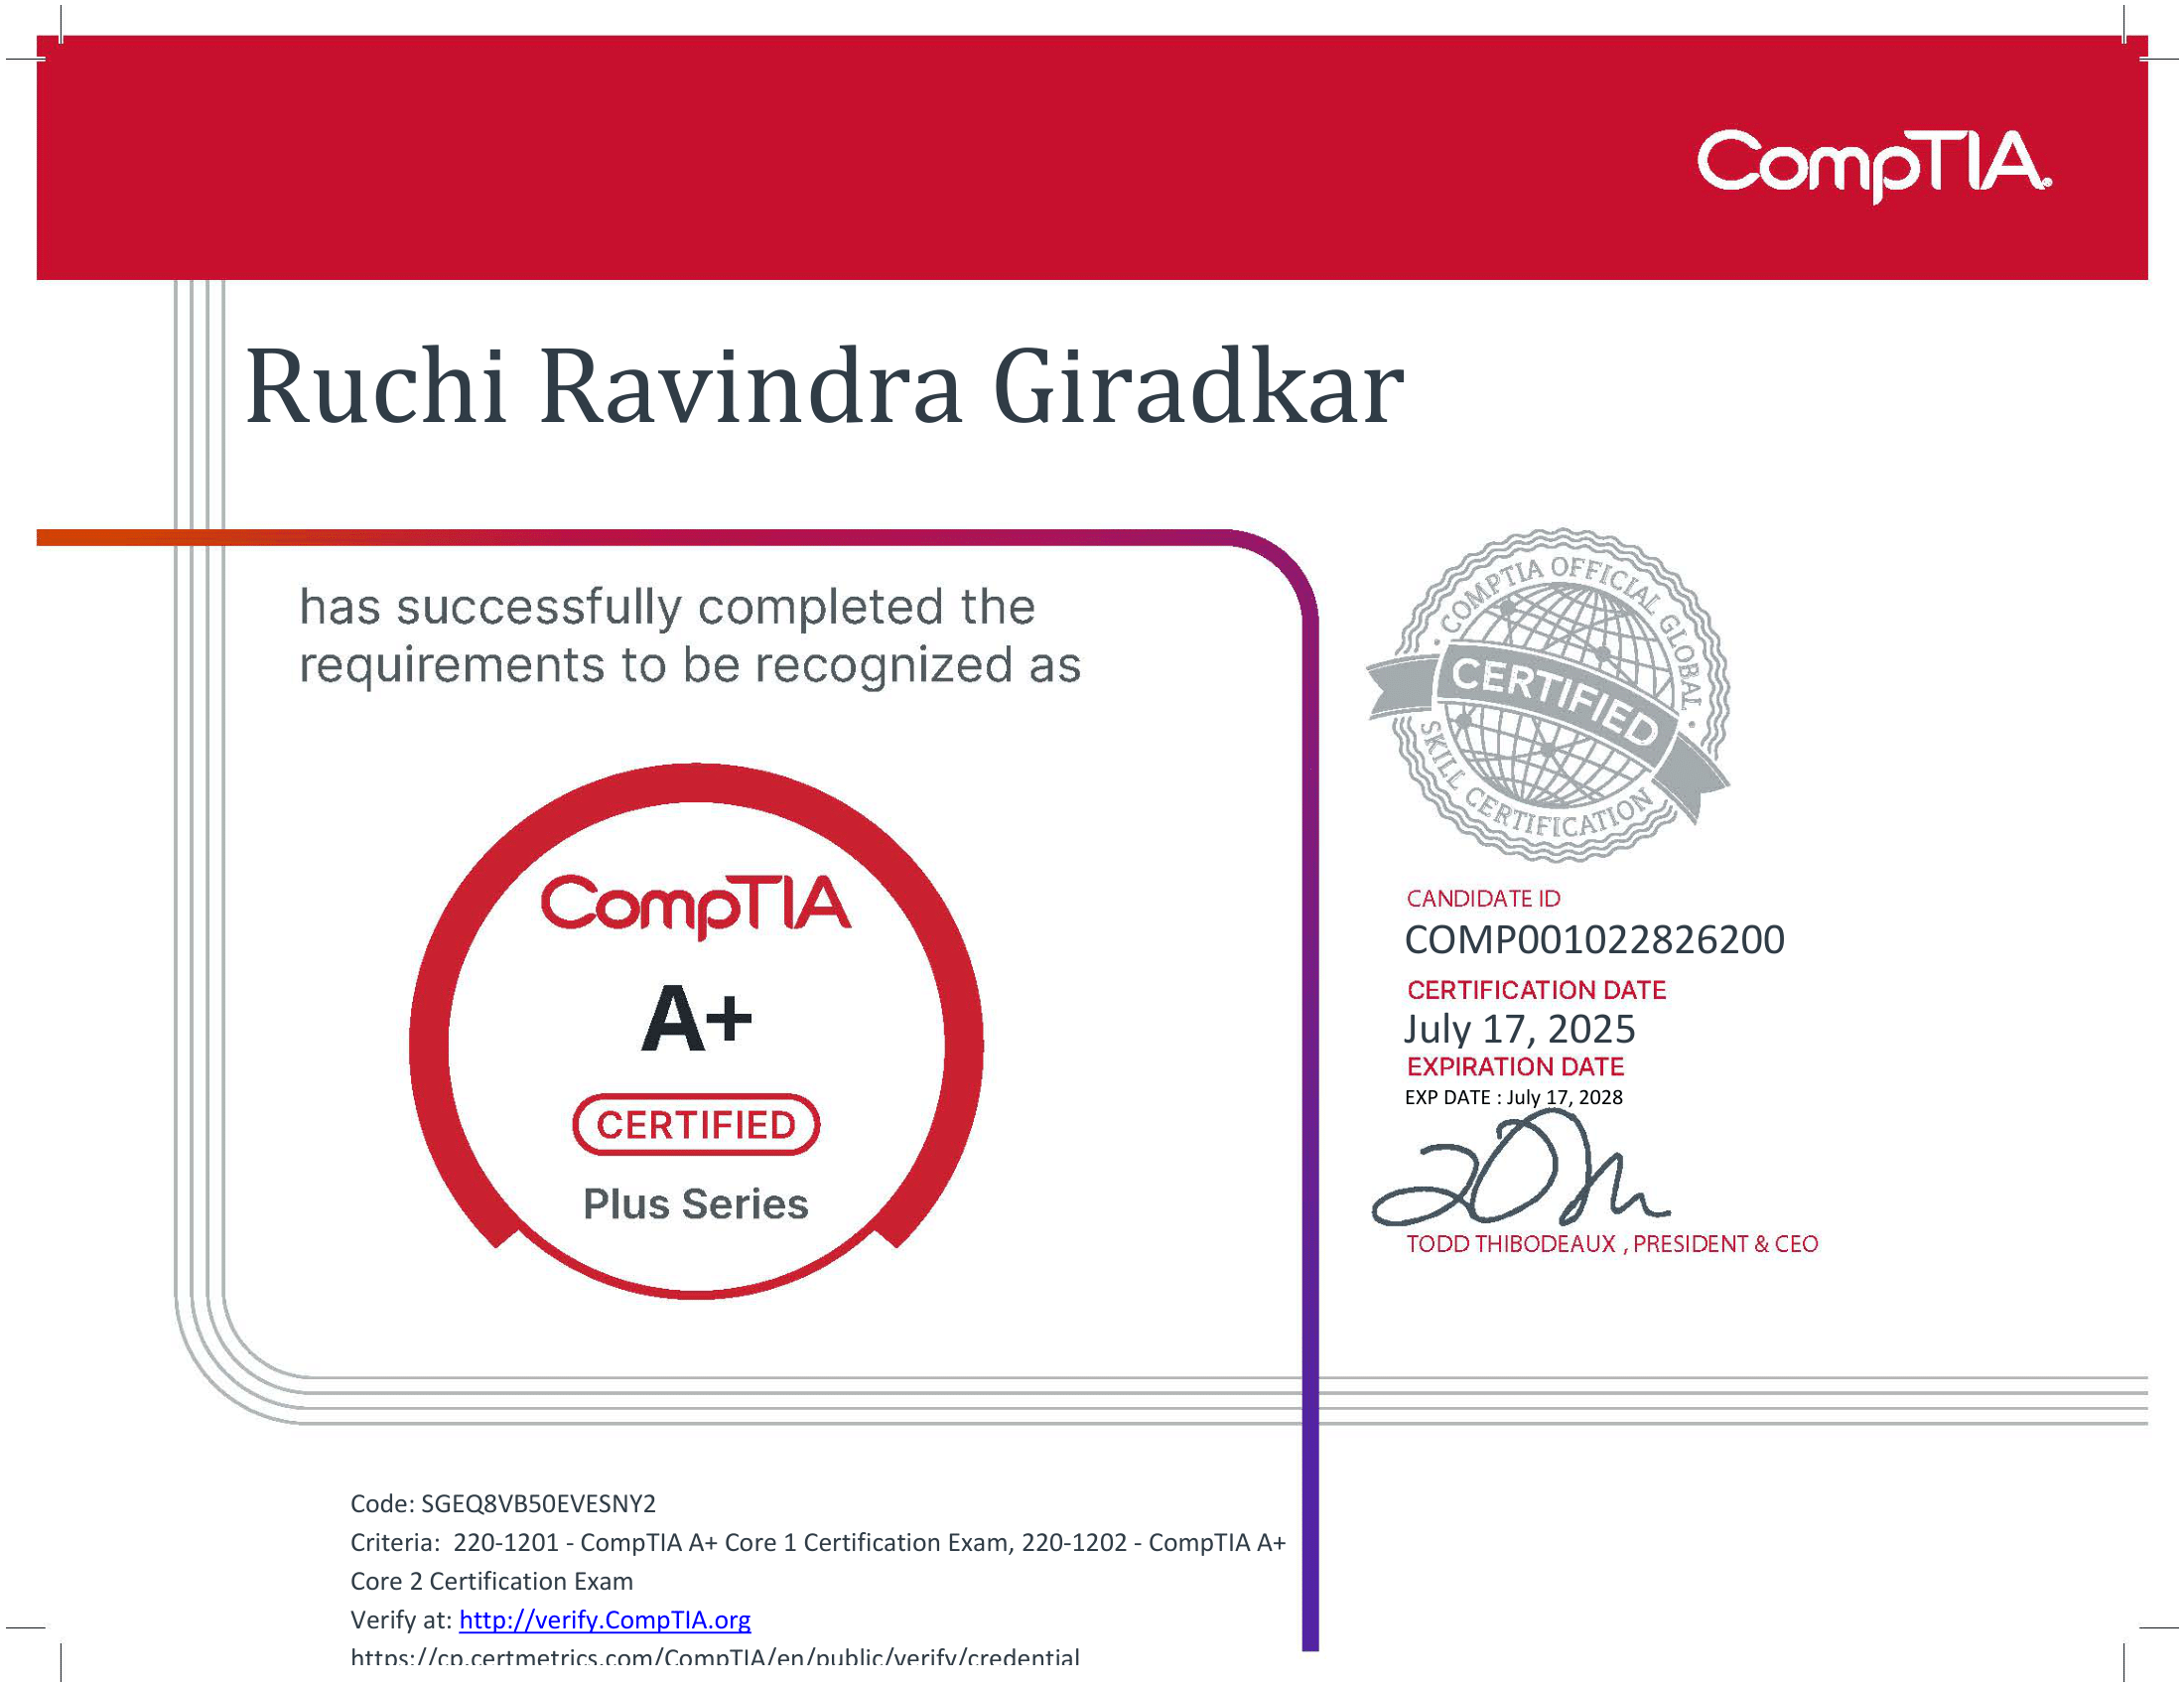 CompTIA.
Ruchi Ravindra Giradkar
has successfully completed the
requirements to be recognized as
CompTIA
A+
CERTIFIED
Plus Series
COMPTIA OFFICIAL GLOBAL
CERTIFIED
SKILL CERTIFICATION
CANDIDATE ID
COMP001022826200
CERTIFICATION DATE
July 17, 2025
EXPIRATION DATE
EXP DATE : July 17, 2028
TODD THIBODEAUX , PRESIDENT & CEO
Code: SGEQ8VB50EVESNY2
Criteria: 220-1201 - CompTIA A+ Core 1 Certification Exam, 220-1202 - CompTIA A+
Core 2 Certification Exam
Verify at: http://verify.CompTIA.org
https://cp.certmetrics.com/CompTIA/en/public/verify/credential